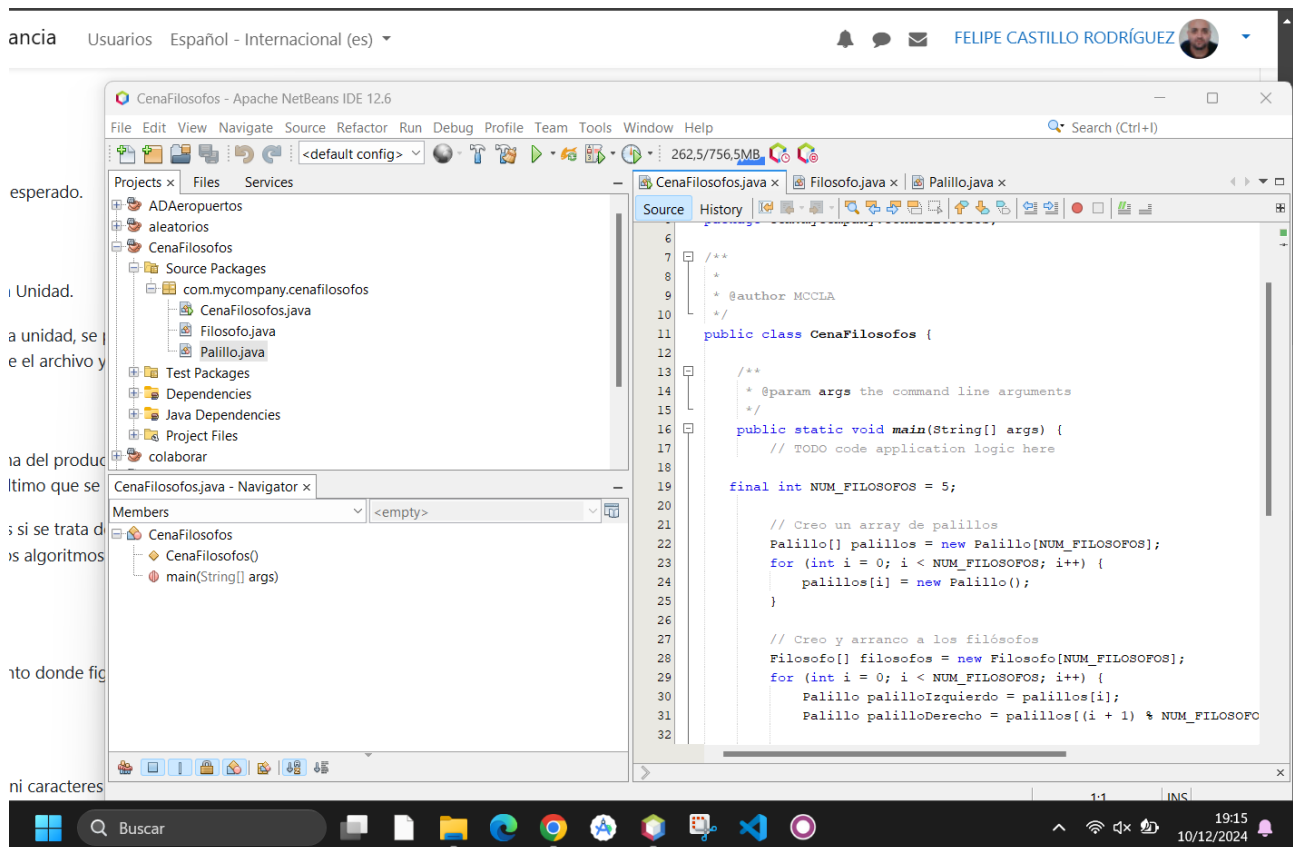 ancia Usuarios Español - Internacional (es) FELIPE CASTILLO RODRÍGUEZ
CenaFilosofos - Apache NetBeans IDE 12.6
File Edit View Navigate Source Refactor Run Debug Profile Team Tools Window Help Search (Ctrl+I)
<default config> 262,5/756,5MB
esperado.
Unidad.
a unidad, se
e el archivo y
na del produc
ltimo que se
s si se trata d
os algoritmos
nto donde fig
ni caracteres
Projects × Files Services
ADAeropuertos
aleatorios
CenaFilosofos
Source Packages
com.mycompany.cenafilosofos
CenaFilosofos.java
Filosofo.java
Palillo.java
Test Packages
Dependencies
Java Dependencies
Project Files
colaborar
CenaFilosofos.java - Navigator ×
Members <empty>
CenaFilosofos
CenaFilosofos()
main(String[] args)
CenaFilosofos.java × Filosofo.java × Palillo.java ×
Source History
6
7 /**
8 *
9 * @author MCCLA
10 */
11 public class CenaFilosofos {
12
13 /**
14 * @param args the command line arguments
15 */
16 public static void main(String[] args) {
17 // TODO code application logic here
18
19 final int NUM_FILOSOFOS = 5;
20
21 // Creo un array de palillos
22 Palillo[] palillos = new Palillo[NUM_FILOSOFOS];
23 for (int i = 0; i < NUM_FILOSOFOS; i++) {
24 palillos[i] = new Palillo();
25 }
26
27 // Creo y arranco a los filósofos
28 Filosofo[] filosofos = new Filosofo[NUM_FILOSOFOS];
29 for (int i = 0; i < NUM_FILOSOFOS; i++) {
30 Palillo palilloIzquierdo = palillos[i];
31 Palillo palilloDerecho = palillos[(i + 1) % NUM_FILOSOFO
32
1:1 INS
Buscar
19:15
10/12/2024